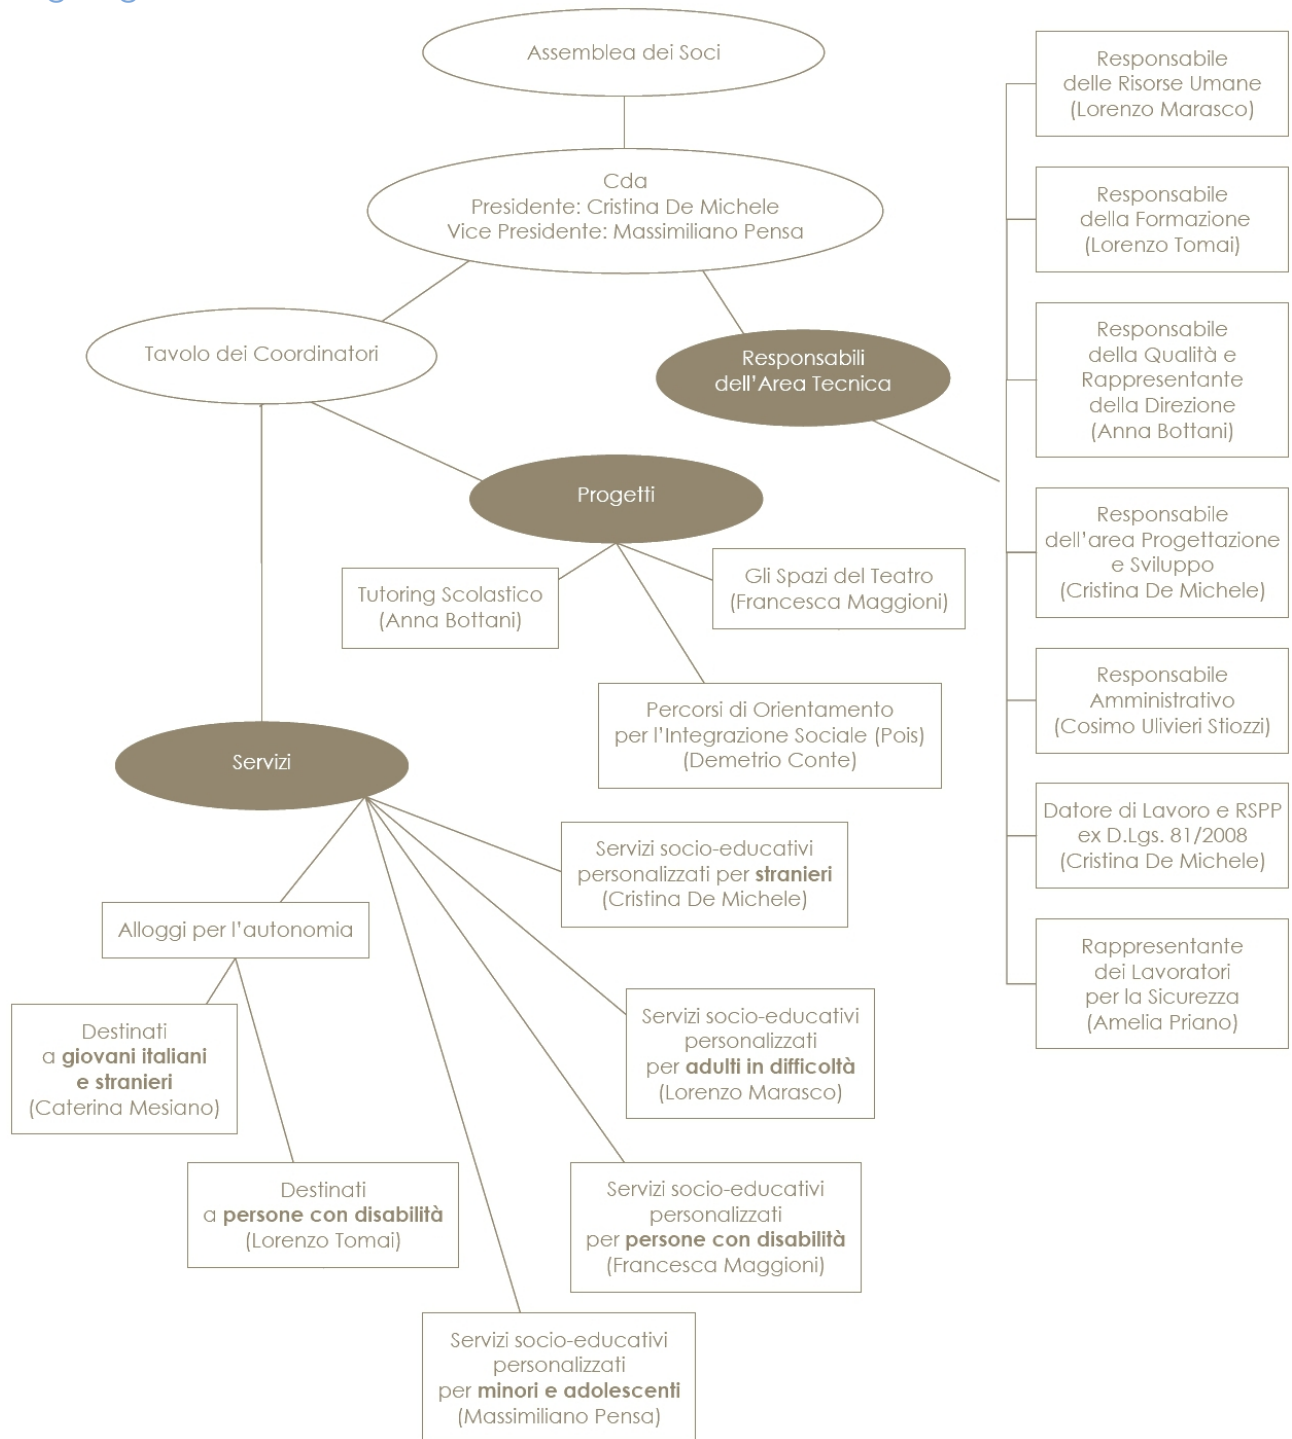 Assemblea dei Soci
Cda
Presidente: Cristina De Michele
Vice Presidente: Massimiliano Pensa
Tavolo dei Coordinatori
Responsabili
dell'Area Tecnica
Progetti
Tutoring Scolastico
(Anna Bottani)
Gli Spazi del Teatro
(Francesca Maggioni)
Percorsi di Orientamento
per l'Integrazione Sociale (Pois)
(Demetrio Conte)
Servizi
Servizi socio-educativi
personalizzati per stranieri
(Cristina De Michele)
Alloggi per l'autonomia
Destinati
a giovani italiani
e stranieri
(Caterina Mesiano)
Servizi socio-educativi
personalizzati
per adulti in difficoltà
(Lorenzo Marasco)
Destinati
a persone con disabilità
(Lorenzo Tomai)
Servizi socio-educativi
personalizzati
per persone con disabilità
(Francesca Maggioni)
Servizi socio-educativi
personalizzati
per minori e adolescenti
(Massimiliano Pensa)
Responsabile
delle Risorse Umane
(Lorenzo Marasco)
Responsabile
della Formazione
(Lorenzo Tomai)
Responsabile
della Qualità e
Rappresentante
della Direzione
(Anna Bottani)
Responsabile
dell'area Progettazione
e Sviluppo
(Cristina De Michele)
Responsabile
Amministrativo
(Cosimo Ulivieri Stiozzi)
Datore di Lavoro e RSPP
ex D.Lgs. 81/2008
(Cristina De Michele)
Rappresentante
dei Lavoratori
per la Sicurezza
(Amelia Priano)